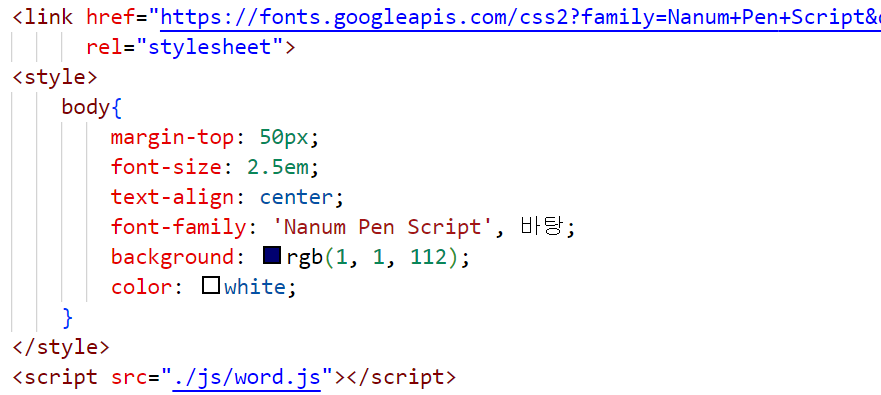 <link href="https://fonts.googleapis.com/css2?family=Nanum+Pen+Script&
rel="stylesheet">
<style>
body{
margin-top: 50px;
font-size: 2.5em;
text-align: center;
font-family: 'Nanum Pen Script', 바탕;
background: rgb(1, 1, 112);
color: white;
}
</style>
<script src="./js/word.js"></script>